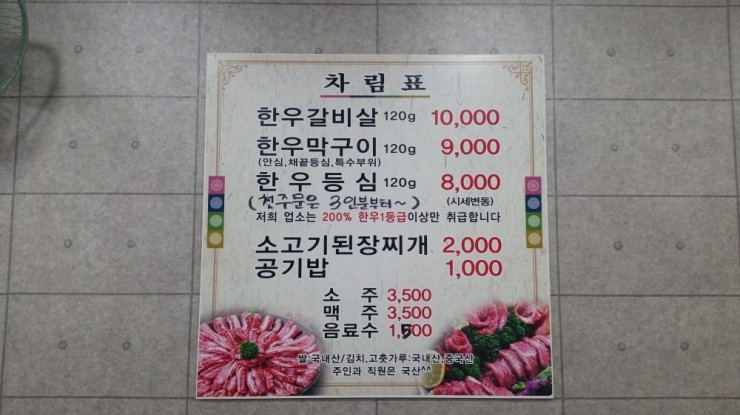 차림표
한우갈비살 120g 10,000
한우막구이 120g 9,000
(안심,채끝등심,특수부위)
한우등심 120g 8,000
(첫주문은 3인분부터~) (시세변동)
저희 업소는 200% 한우1등급이상만 취급합니다
소고기된장찌개 2,000
공기밥 1,000
소 주 3,500
맥 주 3,500
음료수 1,500
쌀:국내산/김치,고춧가루:국내산,중국산
주인과 직원은 국산^^